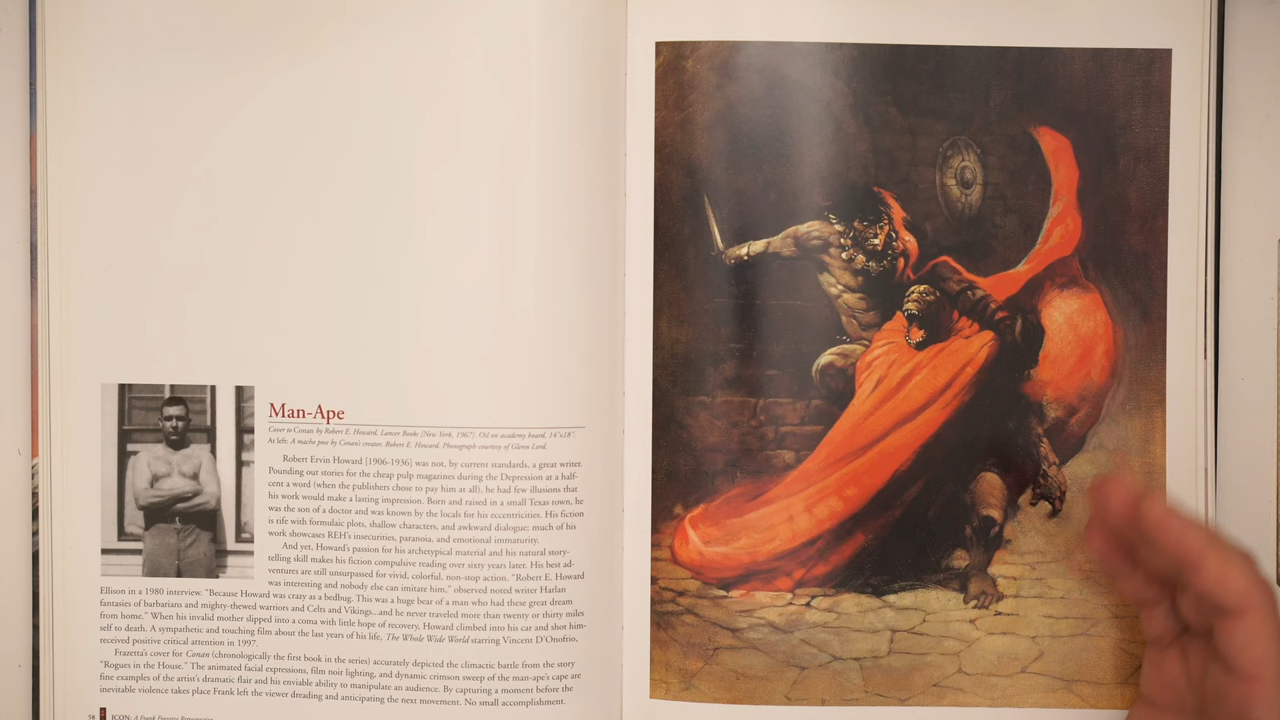 Man-Ape
Cover to Conan by Robert E. Howard, Lancer Books [New York, 1967]. Oil on academy board, 14"x18".
At left: A macho pose by Conan's creator, Robert E. Howard. Photograph courtesy of Glenn Lord.
Robert Ervin Howard [1906-1936] was not, by current standards, a great writer.
Pounding out stories for the cheap pulp magazines during the Depression at a half-
cent a word (when the publishers chose to pay him at all), he had few illusions that
his work would make a lasting impression. Born and raised in a small Texas town, he
was the son of a doctor and was known by the locals for his eccentricities. His fiction
is rife with formulaic plots, shallow characters, and awkward dialogue; much of his
work showcases REH's insecurities, paranoia, and emotional immaturity.
And yet, Howard's passion for his archetypical material and his natural story-
telling skill makes his fiction compulsive reading over sixty years later. His best ad-
ventures are still unsurpassed for vivid, colorful, non-stop action. "Robert E. Howard
was interesting and nobody else can imitate him," observed noted writer Harlan
Ellison in a 1980 interview. "Because Howard was crazy as a bedbug. This was a huge bear of a man who had these great dream
fantasies of barbarians and mighty-thewed warriors and Celts and Vikings...and he never traveled more than twenty or thirty miles
from home." When his invalid mother slipped into a coma with little hope of recovery, Howard climbed into his car and shot him-
self to death. A sympathetic and touching film about the last years of his life, The Whole Wide World starring Vincent D'Onofrio,
received positive critical attention in 1997.
Frazetta's cover for Conan (chronologically the first book in the series) accurately depicted the climactic battle from the story
"Rogues in the House." The animated facial expressions, film noir lighting, and dynamic crimson sweep of the man-ape's cape are
fine examples of the artist's dramatic flair and his enviable ability to manipulate an audience. By capturing a moment before the
inevitable violence takes place Frank left the viewer dreading and anticipating the next movement. No small accomplishment.
58 ICON: A Frank Frazetta Retrospective